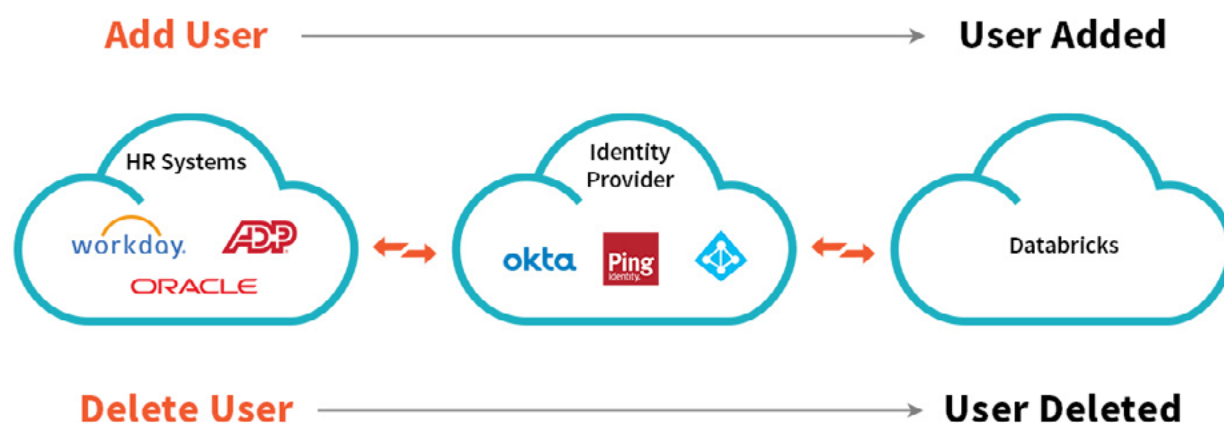 Add User
User Added
HR Systems
workday.
ADP
ORACLE
Identity
Provider
okta
Ping
Identity.
Databricks
Delete User
User Deleted